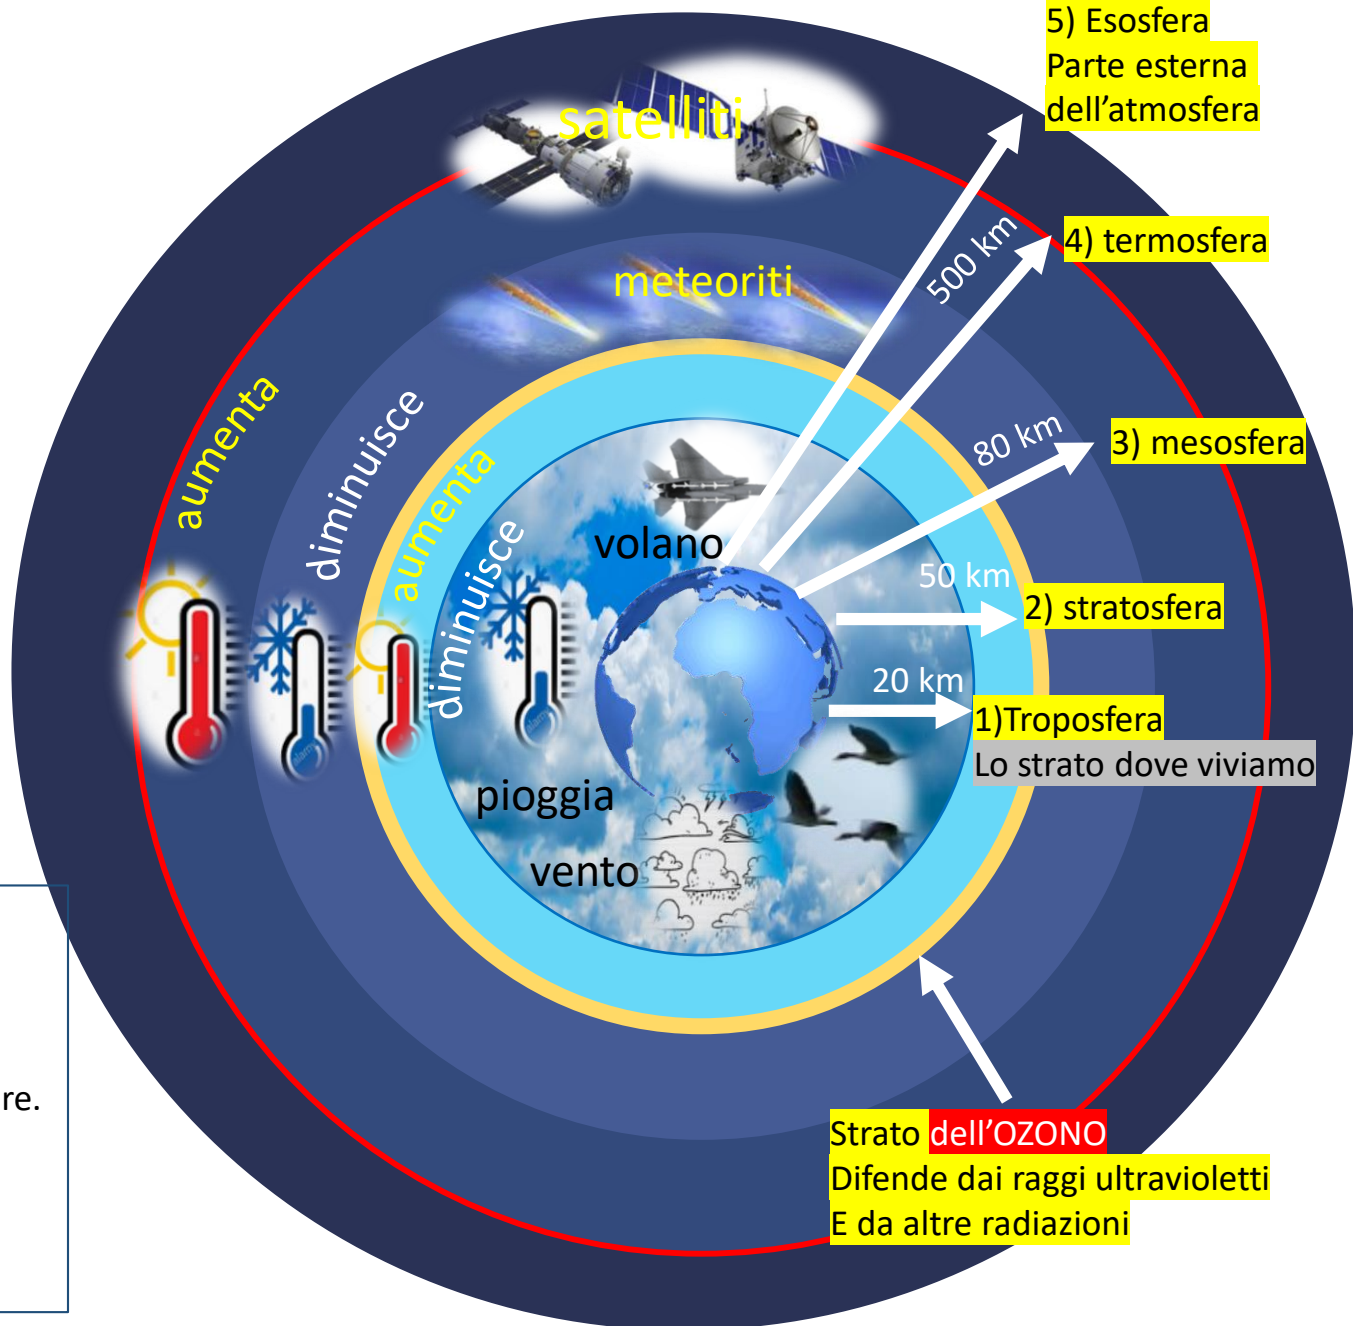 5) Esosfera
Parte esterna
dell’atmosfera
satelliti
4) termosfera
500 km
meteoriti
aumenta
diminuisce
aumenta
diminuisce
80 km
3) mesosfera
volano
50 km
2) stratosfera
20 km
1)Troposfera
Lo strato dove viviamo
pioggia
vento
re.
Strato dell’OZONO
Difende dai raggi ultravioletti
E da altre radiazioni